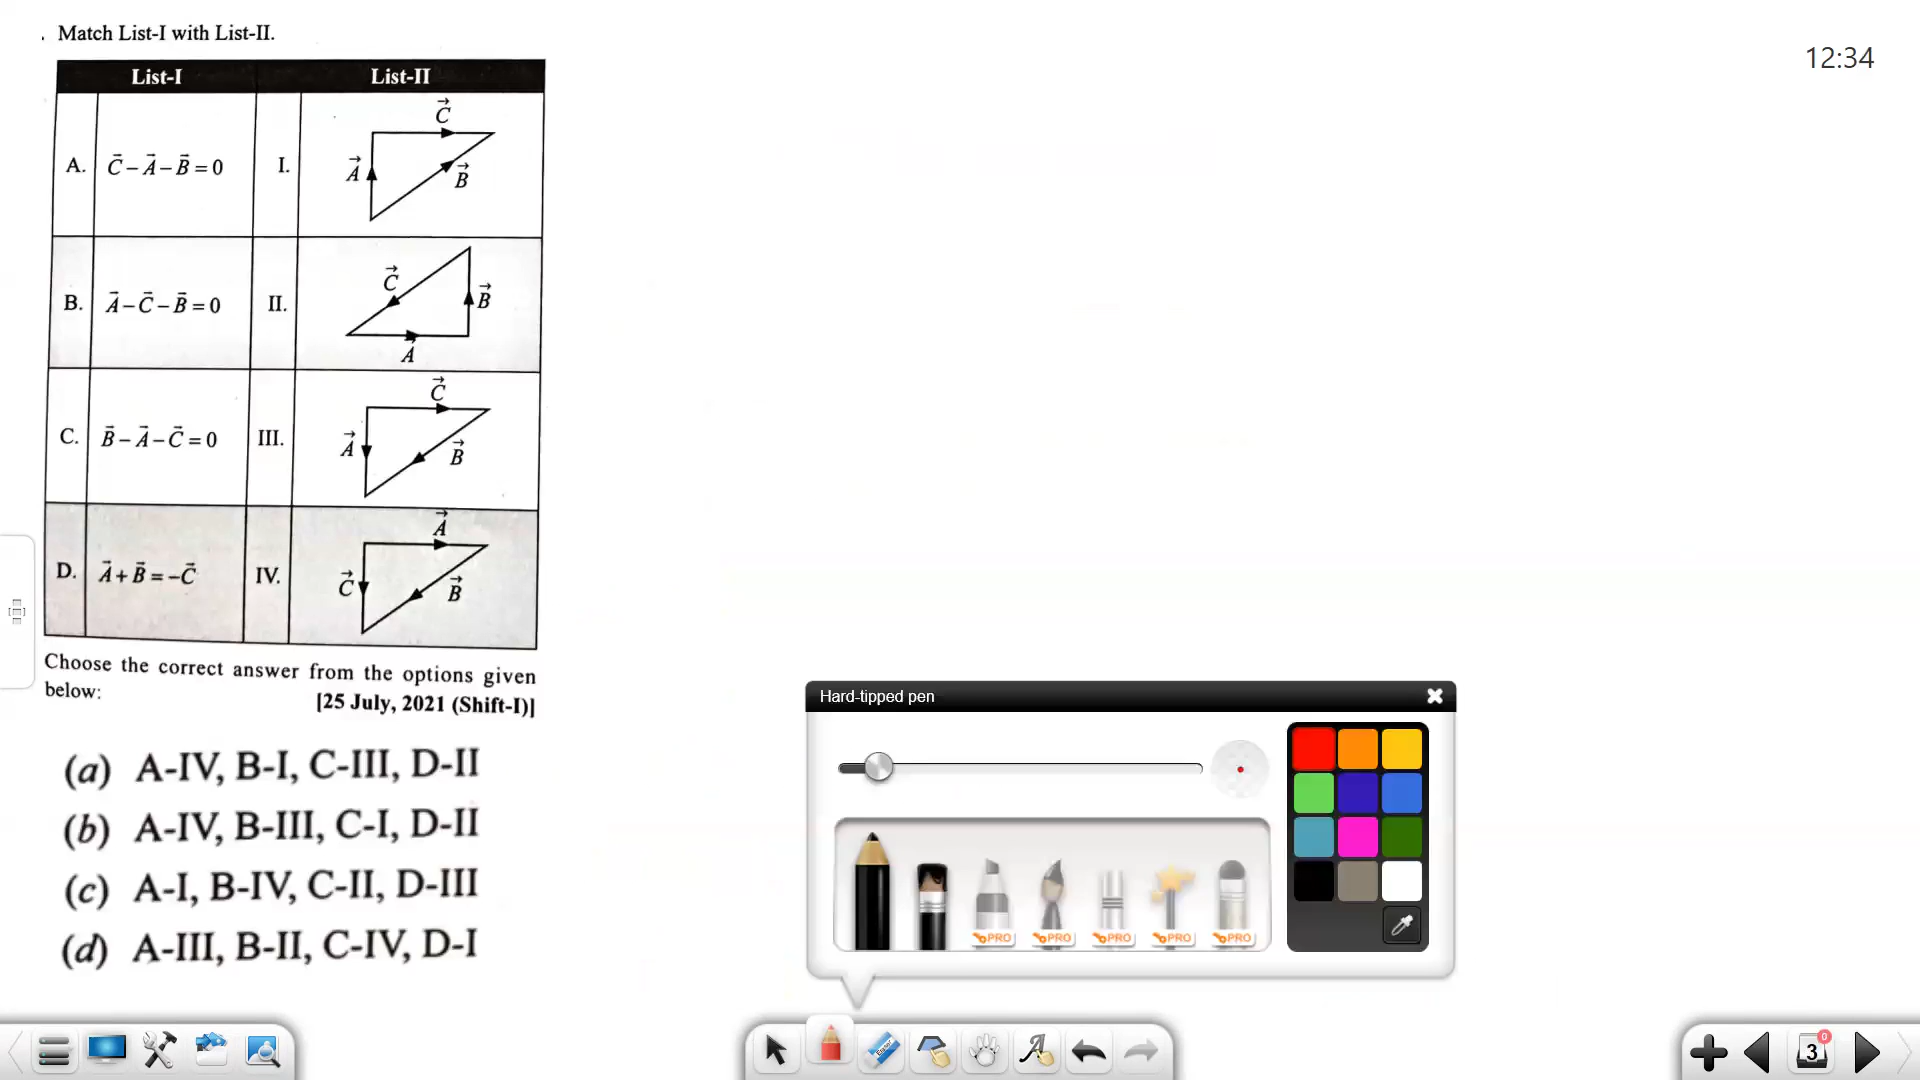 . Match List-I with List-II.
12:34
List-I List-II
A. C⃗ – A⃗ – B⃗ = 0 I. C⃗ A⃗ B⃗
B. A⃗ – C⃗ – B⃗ = 0 II. C⃗ B⃗ A⃗
C. B⃗ – A⃗ – C⃗ = 0 III. C⃗ A⃗ B⃗
D. A⃗ + B⃗ = –C⃗ IV. A⃗ C⃗ B⃗
Choose the correct answer from the options given
below: [25 July, 2021 (Shift-I)]
(a) A-IV, B-I, C-III, D-II
(b) A-IV, B-III, C-I, D-II
(c) A-I, B-IV, C-II, D-III
(d) A-III, B-II, C-IV, D-I
Hard-tipped pen
PRO PRO PRO PRO PRO
Eraser
A
3 0